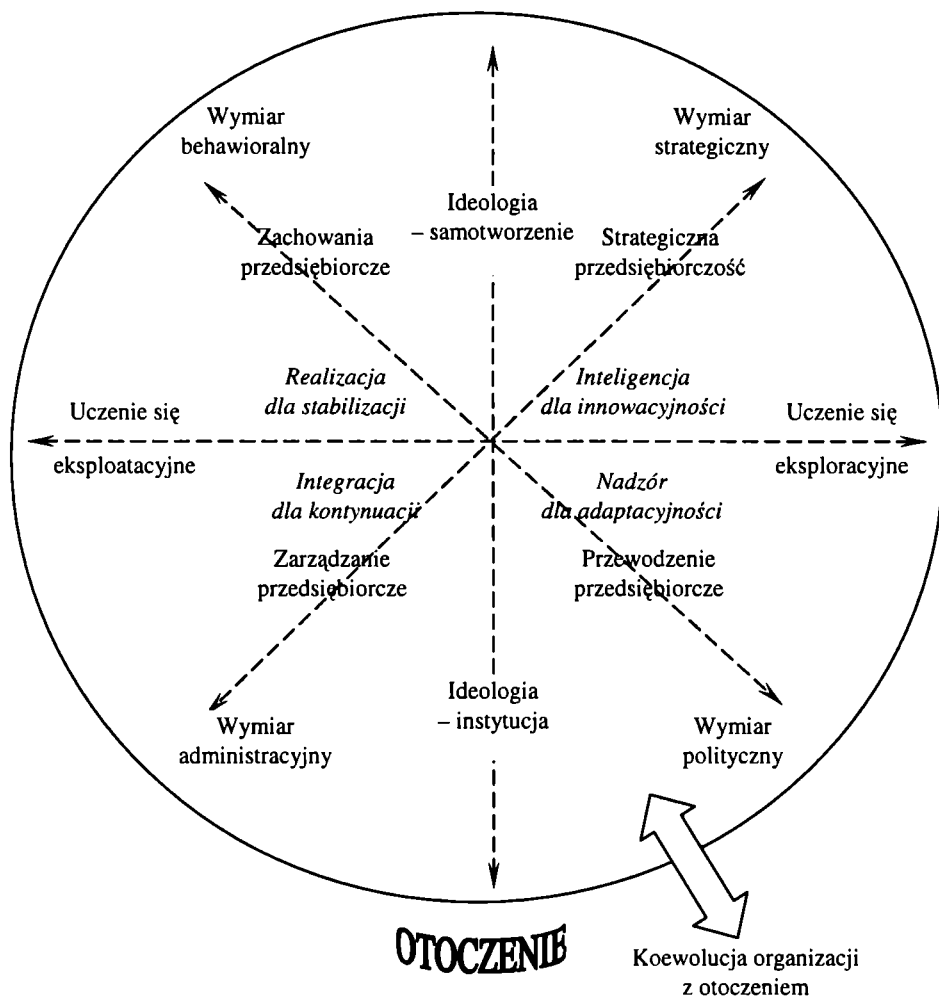 Wymiar
behawioralny
Wymiar
strategiczny
Ideologia
– samotworzenie
Zachowania
przedsiębiorcze
Strategiczna
przedsiębiorczość
Realizacja
dla stabilizacji
Inteligencja
dla innowacyjności
Uczenie się
eksploatacyjne
Uczenie się
eksploracyjne
Integracja
dla kontynuacji
Nadzór
dla adaptacyjności
Zarządzanie
przedsiębiorcze
Przewodzenie
przedsiębiorcze
Ideologia
– instytucja
Wymiar
administracyjny
Wymiar
polityczny
OTOCZENIE
Koewolucja organizacji
z otoczeniem